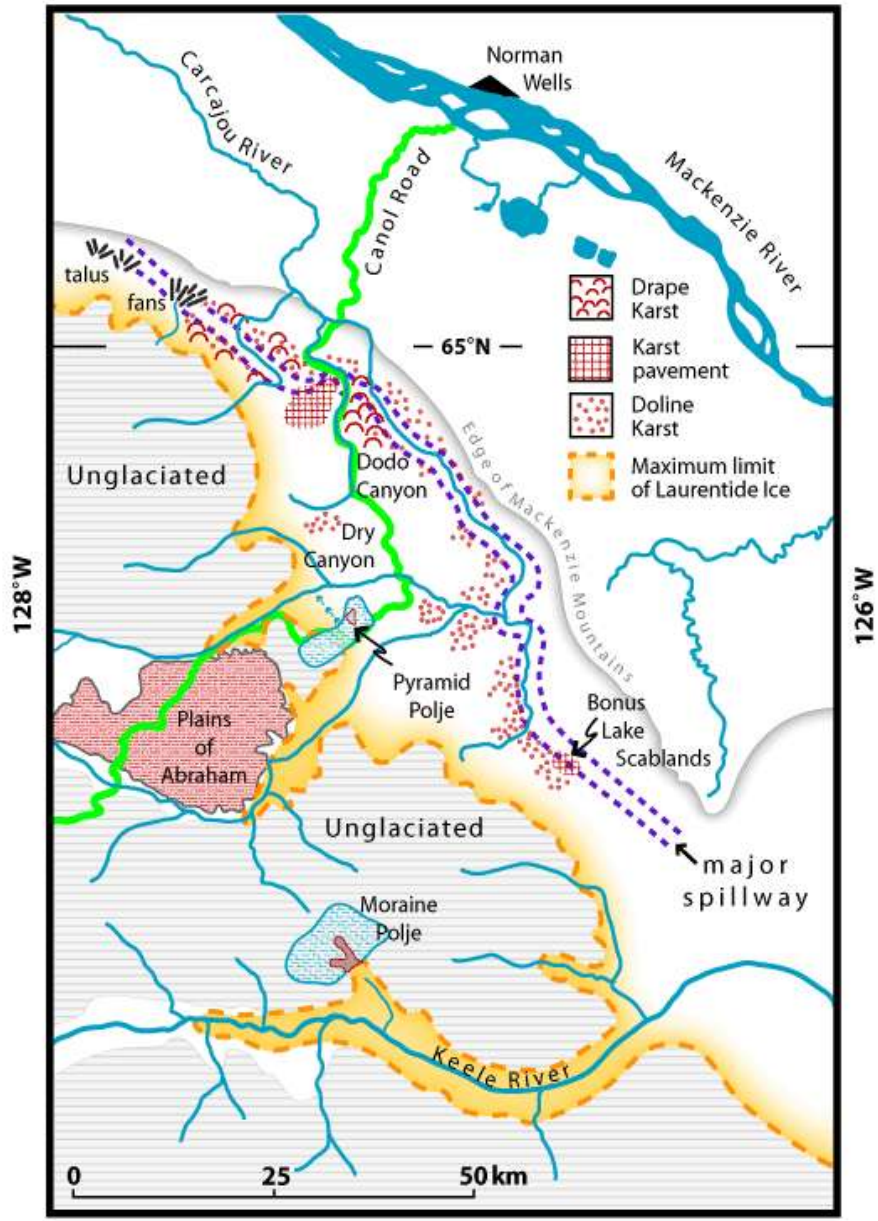 Norman
Wells
Carcajou River
Mackenzie River
Canol Road
talus
fans
65°N
Drape
Karst
Karst
pavement
Doline
Karst
Maximum limit
of Laurentide Ice
Edge of Mackenzie Mountains
Unglaciated
Dodo
Canyon
Dry
Canyon
128°W
126°W
Pyramid
Polje
Plains
of
Abraham
Bonus
Lake
Scablands
Unglaciated
major
spillway
Moraine
Polje
Keele River
0 25 50 km